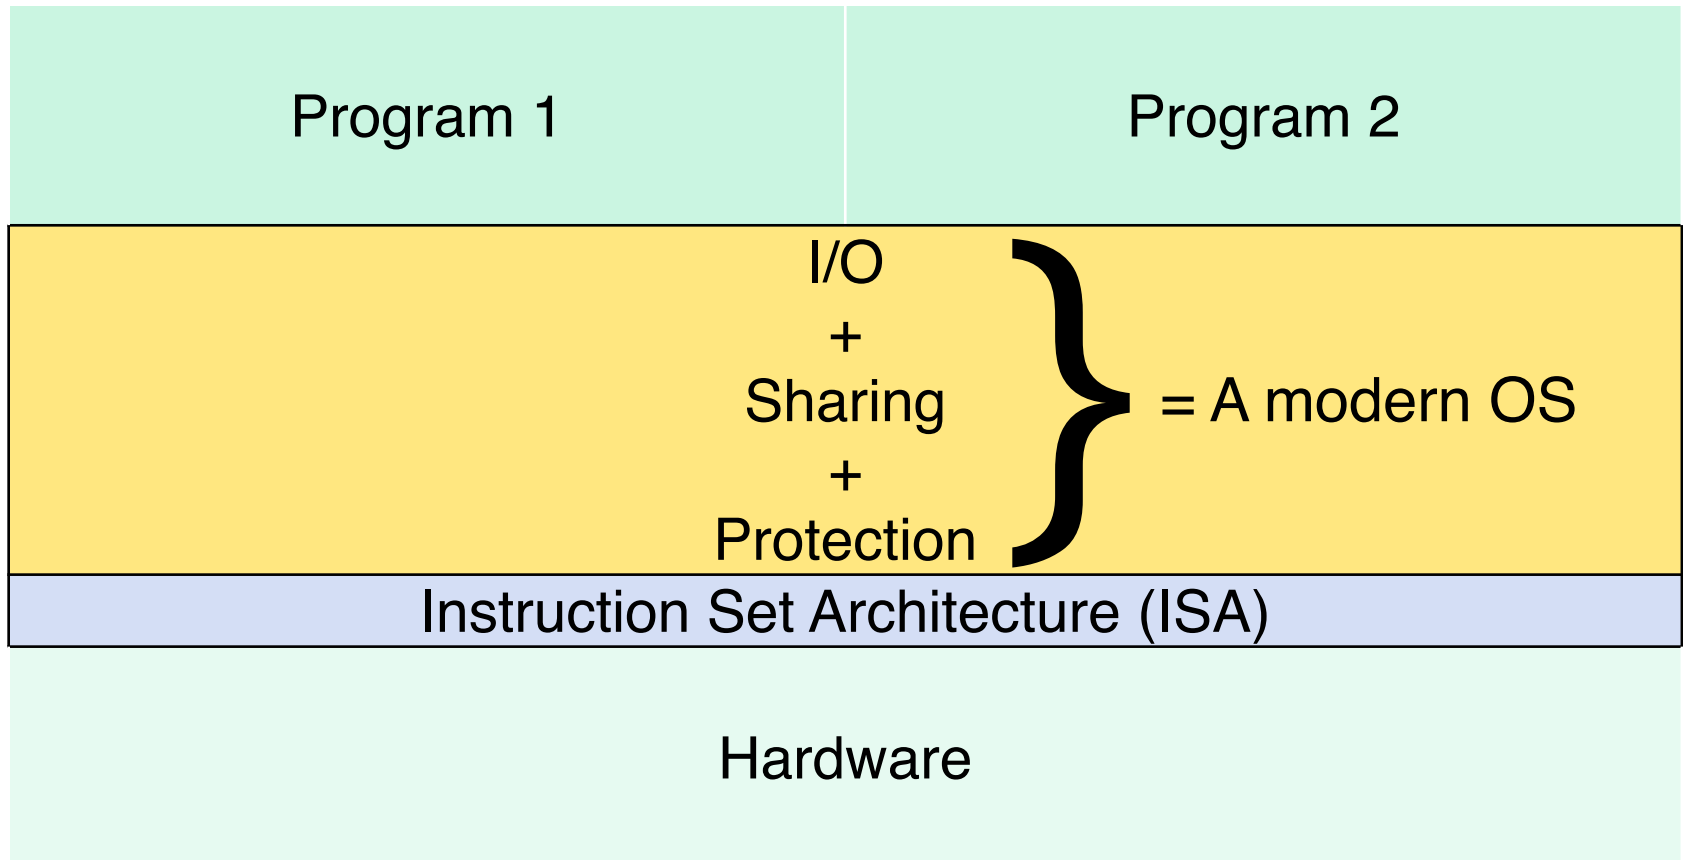 Program 1
Program 2
I/O
+
Sharing
+
Protection
} = A modern OS
Instruction Set Architecture (ISA)
Hardware